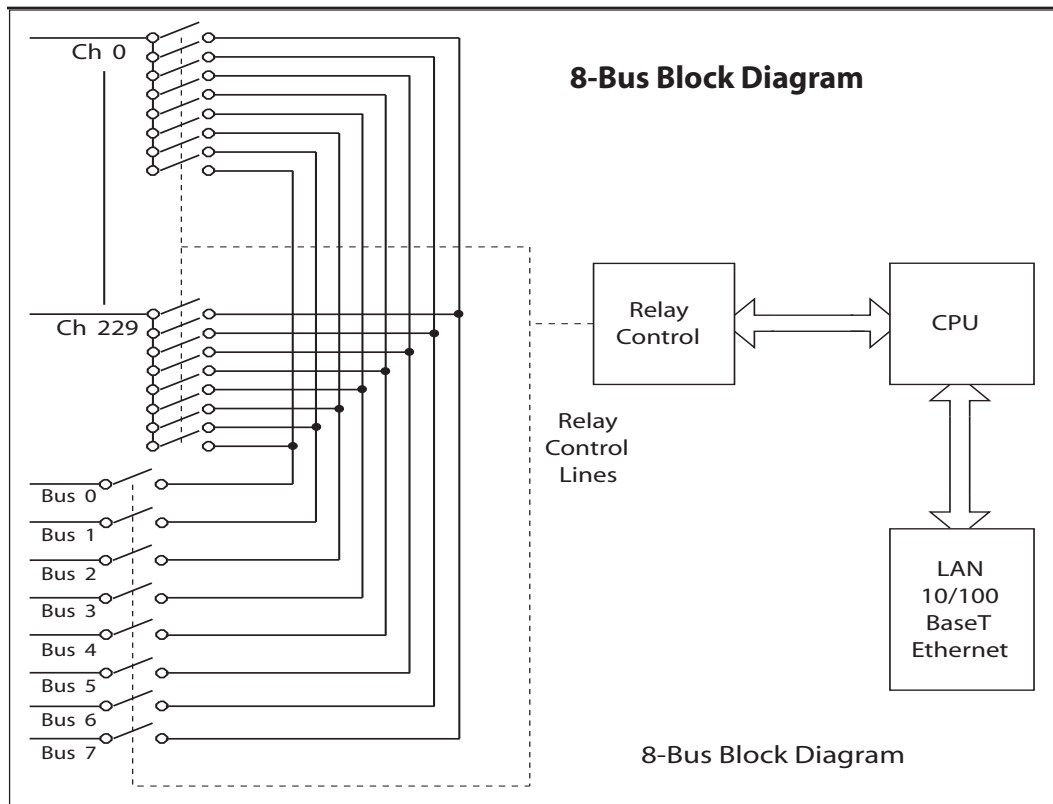 Ch 0
8-Bus Block Diagram
Ch 229
Relay
Control
CPU
Relay
Control
Lines
Bus 0
Bus 1
Bus 2
Bus 3
Bus 4
Bus 5
Bus 6
Bus 7
LAN
10/100
BaseT
Ethernet
8-Bus Block Diagram